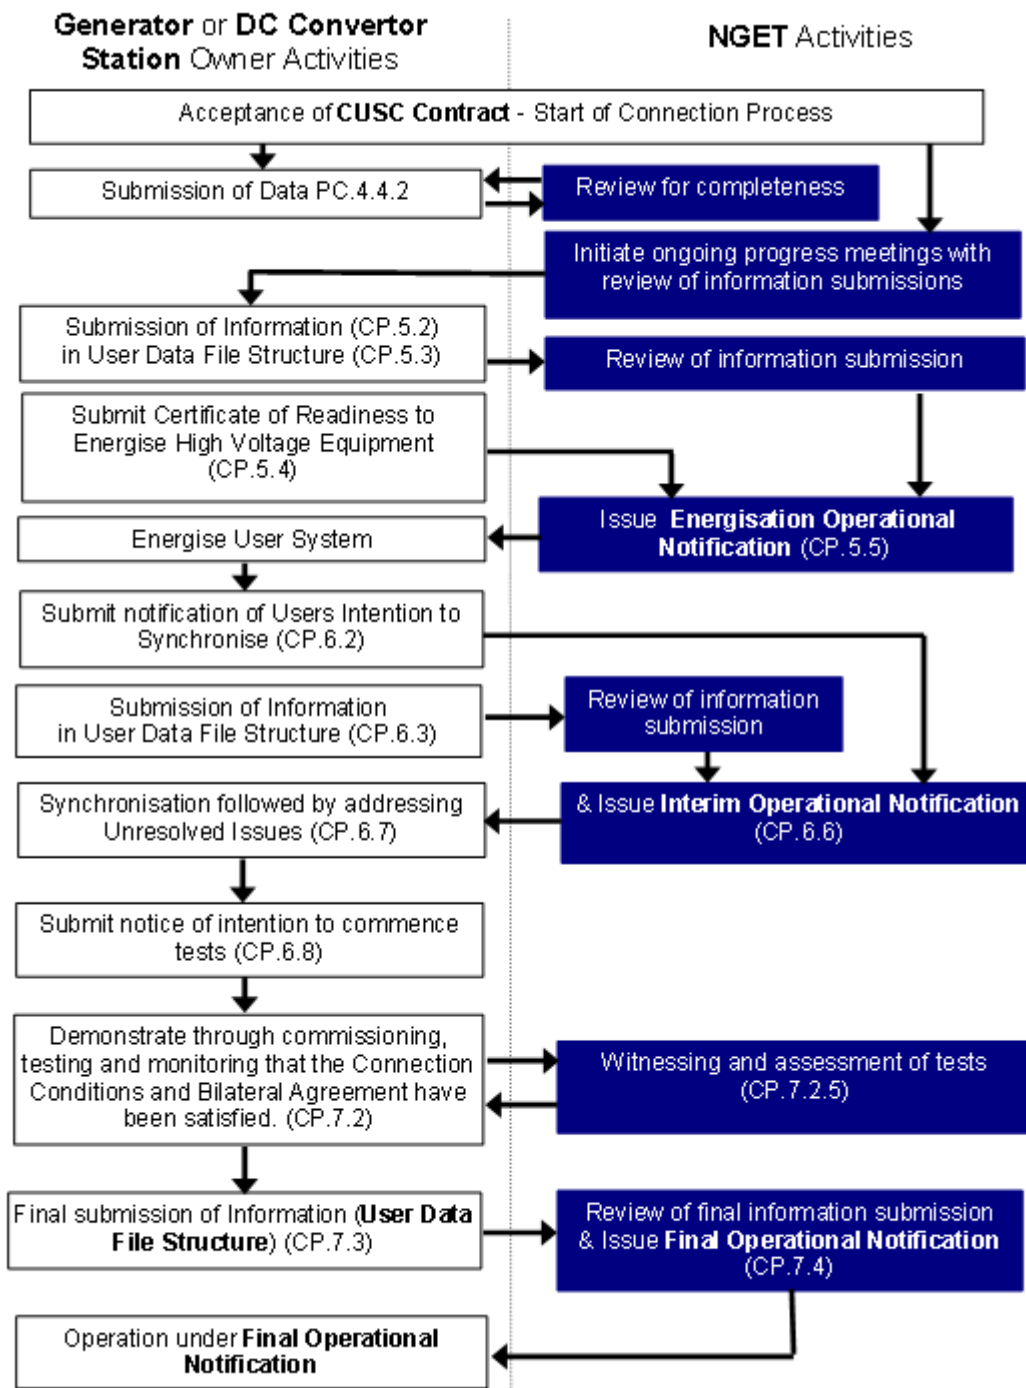 Generator or DC Convertor
Station Owner Activities
NGET Activities
Acceptance of CUSC Contract - Start of Connection Process
Submission of Data PC.4.4.2
Review for completeness
Initiate ongoing progress meetings with
review of information submissions
Submission of Information (CP.5.2)
in User Data File Structure (CP.5.3)
Review of information submission
Submit Certificate of Readiness to
Energise High Voltage Equipment
(CP.5.4)
Issue Energisation Operational
Notification (CP.5.5)
Energise User System
Submit notification of Users Intention to
Synchronise (CP.6.2)
Submission of Information
in User Data File Structure (CP.6.3)
Review of information
submission
Synchronisation followed by addressing
Unresolved Issues (CP.6.7)
& Issue Interim Operational Notification
(CP.6.6)
Submit notice of intention to commence
tests (CP.6.8)
Demonstrate through commissioning,
testing and monitoring that the Connection
Conditions and Bilateral Agreement have
been satisfied. (CP.7.2)
Witnessing and assessment of tests
(CP.7.2.5)
Final submission of Information (User Data
File Structure) (CP.7.3)
Review of final information submission
& Issue Final Operational Notification
(CP.7.4)
Operation under Final Operational
Notification